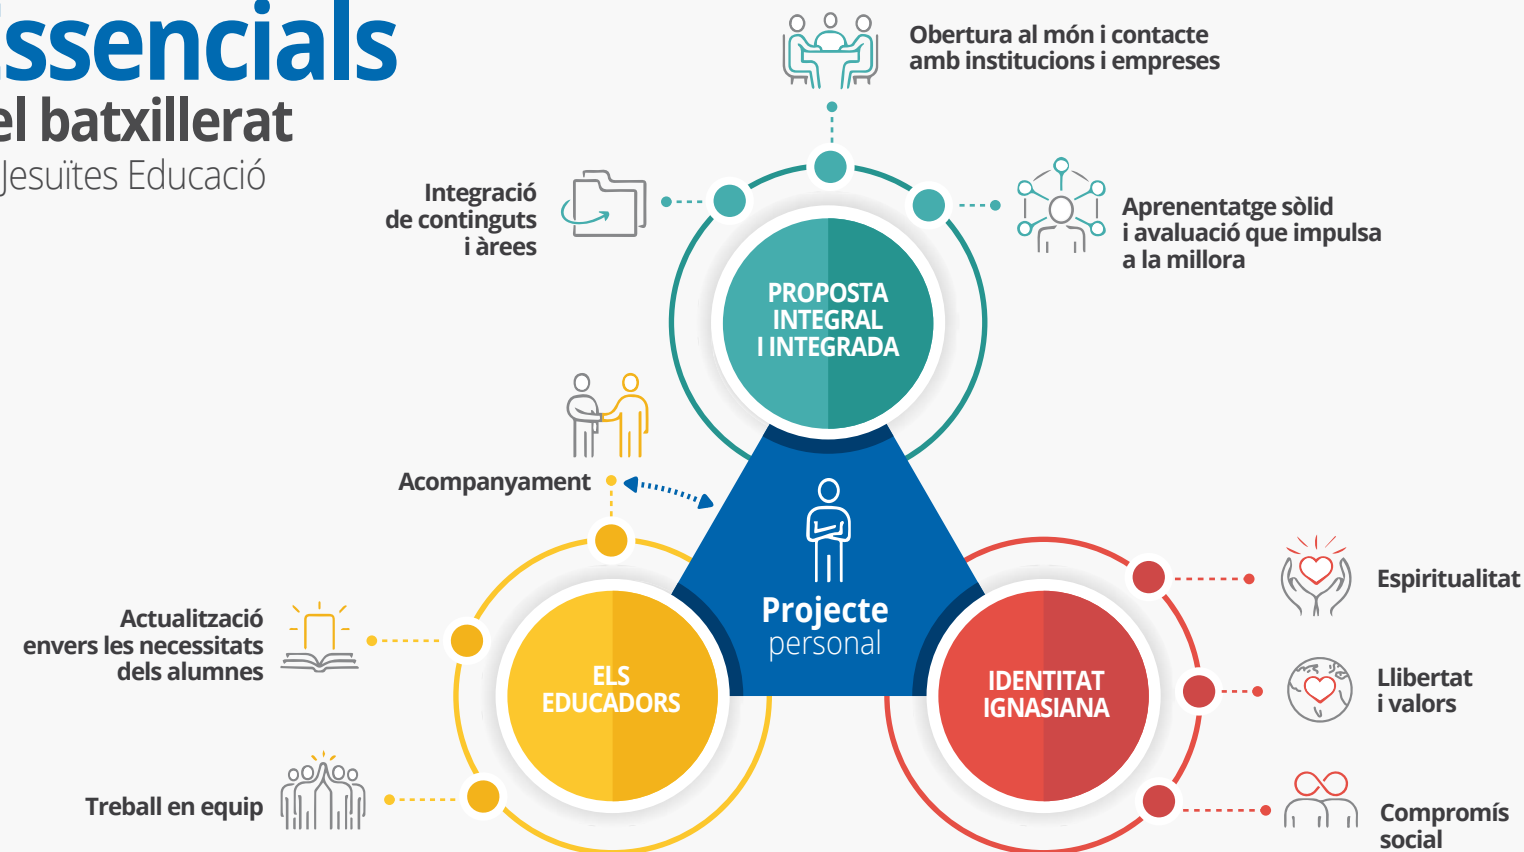 Essencials
el batxillerat
Jesuïtes Educació
Obertura al món i contacte
amb institucions i empreses
Integració
de continguts
i àrees
Aprenentatge sòlid
i avaluació que impulsa
a la millora
PROPOSTA
INTEGRAL
I INTEGRADA
Acompanyament
Projecte
personal
Actualització
envers les necessitats
dels alumnes
ELS
EDUCADORS
Treball en equip
IDENTITAT
IGNASIANA
Espiritualitat
Llibertat
i valors
Compromís
social